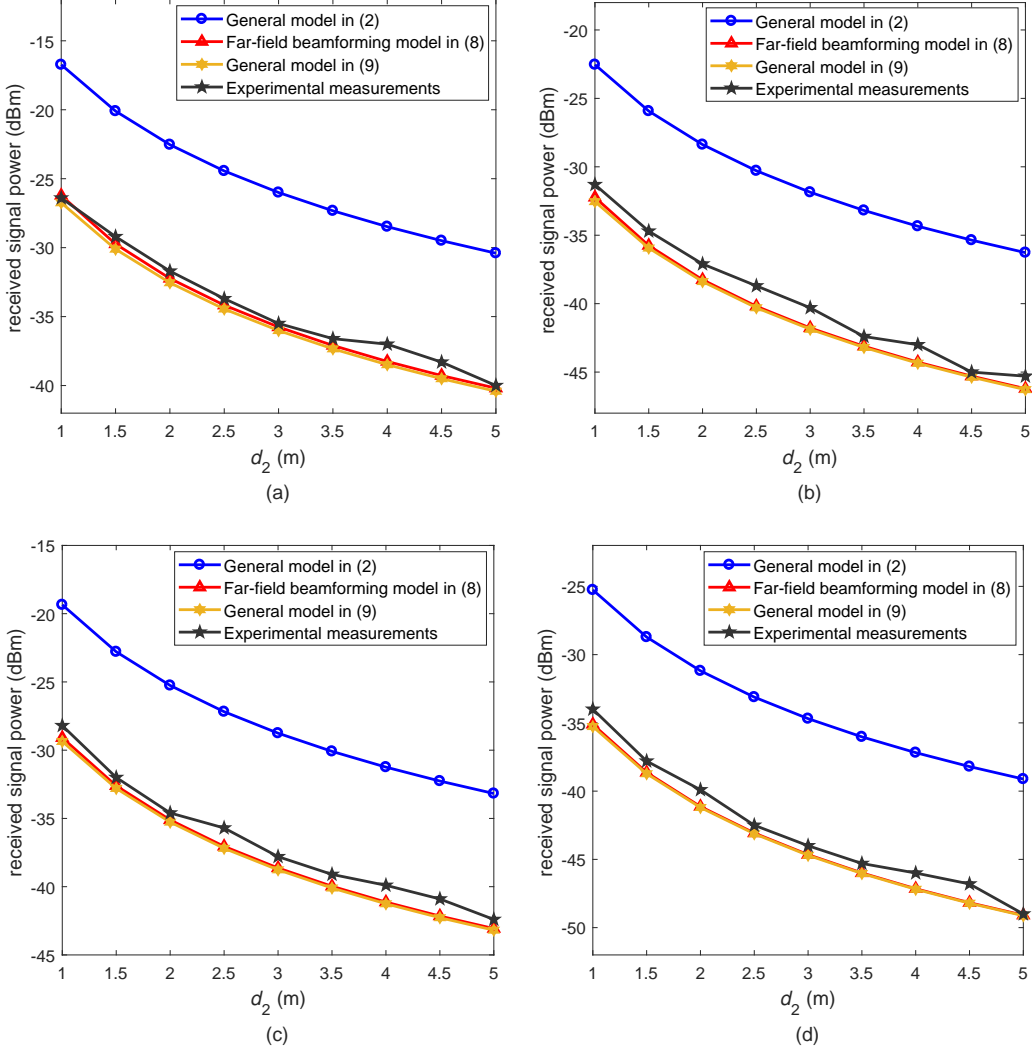 General model in (2)
Far-field beamforming model in (8)
General model in (9)
Experimental measurements
received signal power (dBm)
-15
-20
-25
-30
-35
-40
1 1.5 2 2.5 3 3.5 4 4.5 5
d2 (m)
(a)
General model in (2)
Far-field beamforming model in (8)
General model in (9)
Experimental measurements
received signal power (dBm)
-20
-25
-30
-35
-40
-45
1 1.5 2 2.5 3 3.5 4 4.5 5
d2 (m)
(b)
General model in (2)
Far-field beamforming model in (8)
General model in (9)
Experimental measurements
received signal power (dBm)
-15
-20
-25
-30
-35
-40
-45
1 1.5 2 2.5 3 3.5 4 4.5 5
d2 (m)
(c)
General model in (2)
Far-field beamforming model in (8)
General model in (9)
Experimental measurements
received signal power (dBm)
-25
-30
-35
-40
-45
-50
1 1.5 2 2.5 3 3.5 4 4.5 5
d2 (m)
(d)